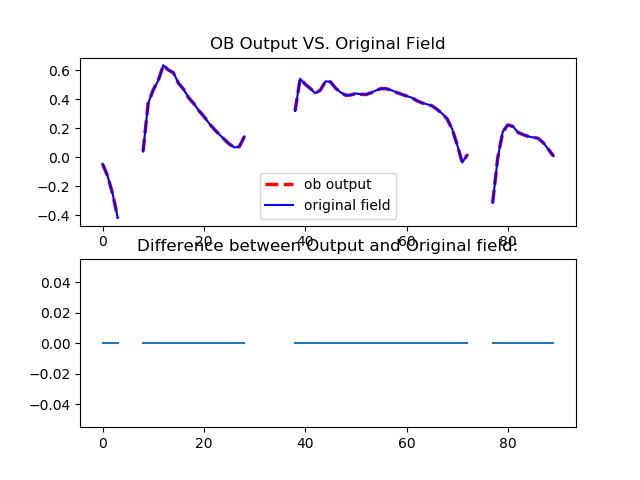 OB Output VS. Original Field
0.6
0.4
0.2
0.0
−0.2
−0.4
ob output
original field
0 20 40 60 80
Difference between Output and Original field.
0.04
0.02
0.00
−0.02
−0.04
0 20 40 60 80